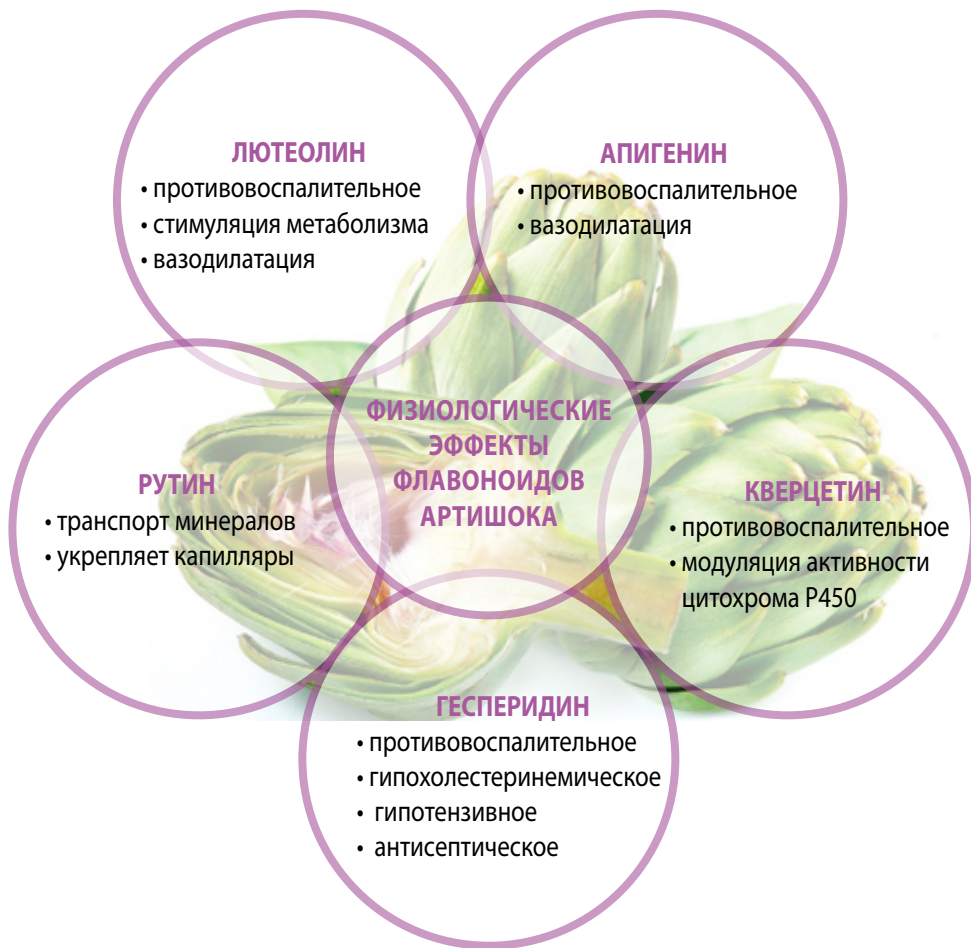 ЛЮТЕОЛИН
• противовоспалительное
• стимуляция метаболизма
• вазодилатация
АПИГЕНИН
• противовоспалительное
• вазодилатация
ФИЗИОЛОГИЧЕСКИЕ
ЭФФЕКТЫ
ФЛАВОНОИДОВ
АРТИШОКА
РУТИН
• транспорт минералов
• укрепляет капилляры
КВЕРЦЕТИН
• противовоспалительное
• модуляция активности
цитохрома Р450
ГЕСПЕРИДИН
• противовоспалительное
• гипохолестеринемическое
• гипотензивное
• антисептическое